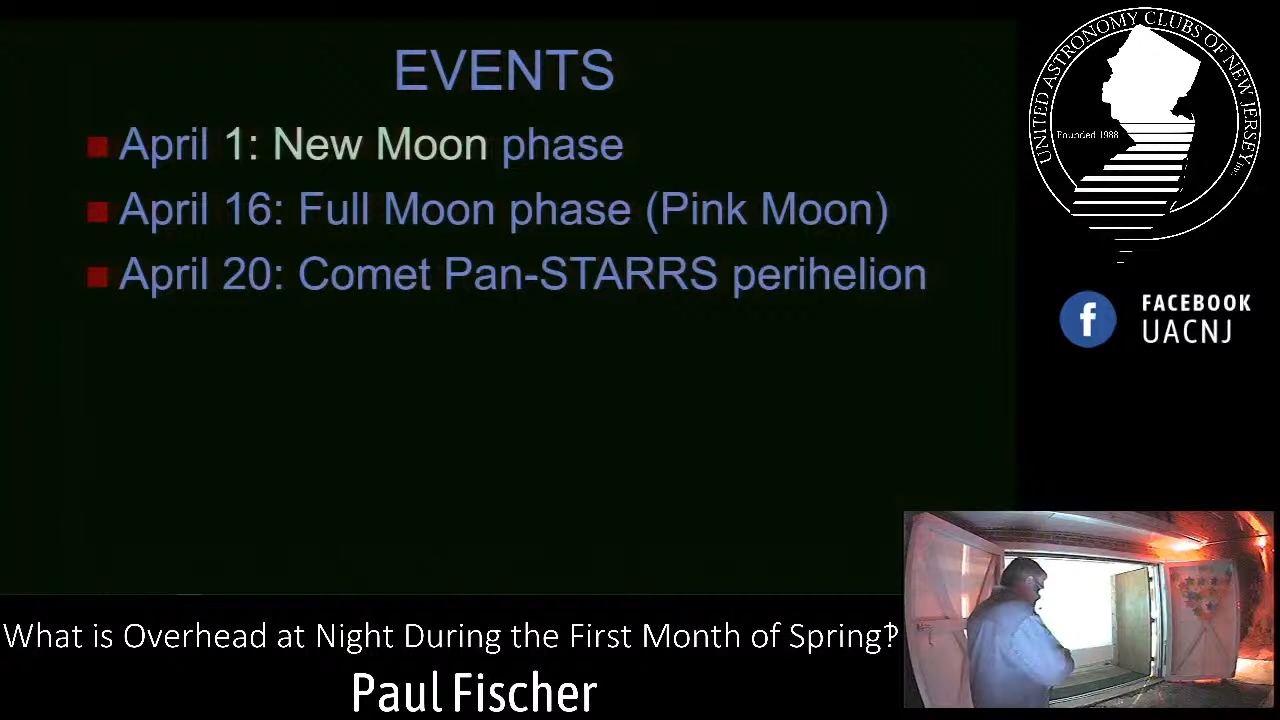 EVENTS
April 1: New Moon phase
April 16: Full Moon phase (Pink Moon)
April 20: Comet Pan-STARRS perihelion
UNITED ASTRONOMY CLUBS OF NEW JERSEY, Inc.
Founded 1988
f
FACEBOOK
UACNJ
What is Overhead at Night During the First Month of Spring?
Paul Fischer